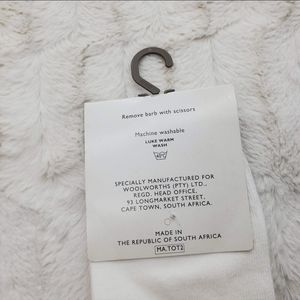 Remove barb with scissors
Machine washable
LUKE WARM
WASH
40°
SPECIALLY MANUFACTURED FOR
WOOLWORTHS (PTY) LTD.,
REGD. HEAD OFFICE,
93 LONGMARKET STREET,
CAPE TOWN, SOUTH AFRICA.
MADE IN
THE REPUBLIC OF SOUTH AFRICA
MA.TOT2